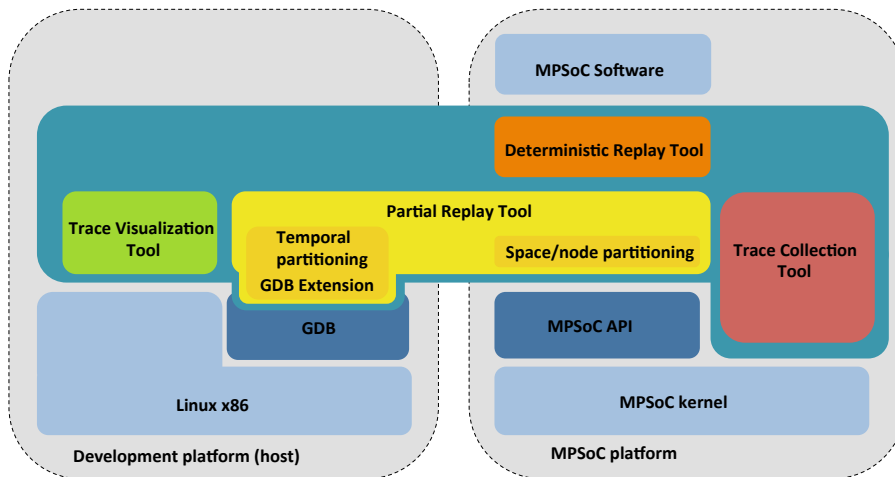 MPSoC Software
Deterministic Replay Tool
Trace Visualization
Tool
Partial Replay Tool
Temporal
partitioning
GDB Extension
Space/node partitioning
Trace Collection
Tool
GDB
MPSoC API
Linux x86
MPSoC kernel
Development platform (host)
MPSoC platform